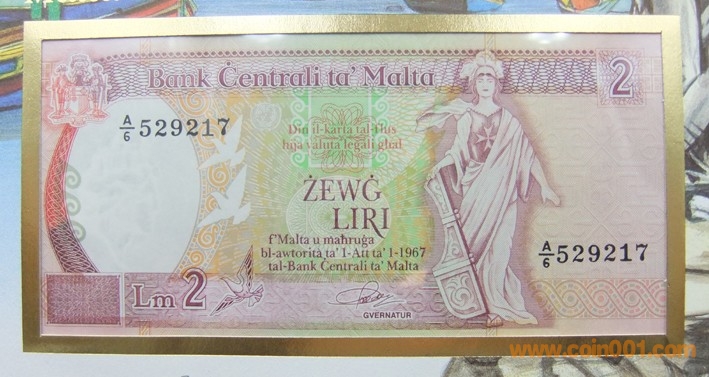 Bank Ċentrali ta' Malta
2
A/6 529217
Din il-karta tal-flus
hija valuta legali għal
ŻEWĠ
LIRI
f'Malta u maħruġa
bl-awtorità ta' l-Att ta' l-1967
tal-Bank Ċentrali ta' Malta
A/6 529217
Lm 2
GVERNATUR
www.coin001.com